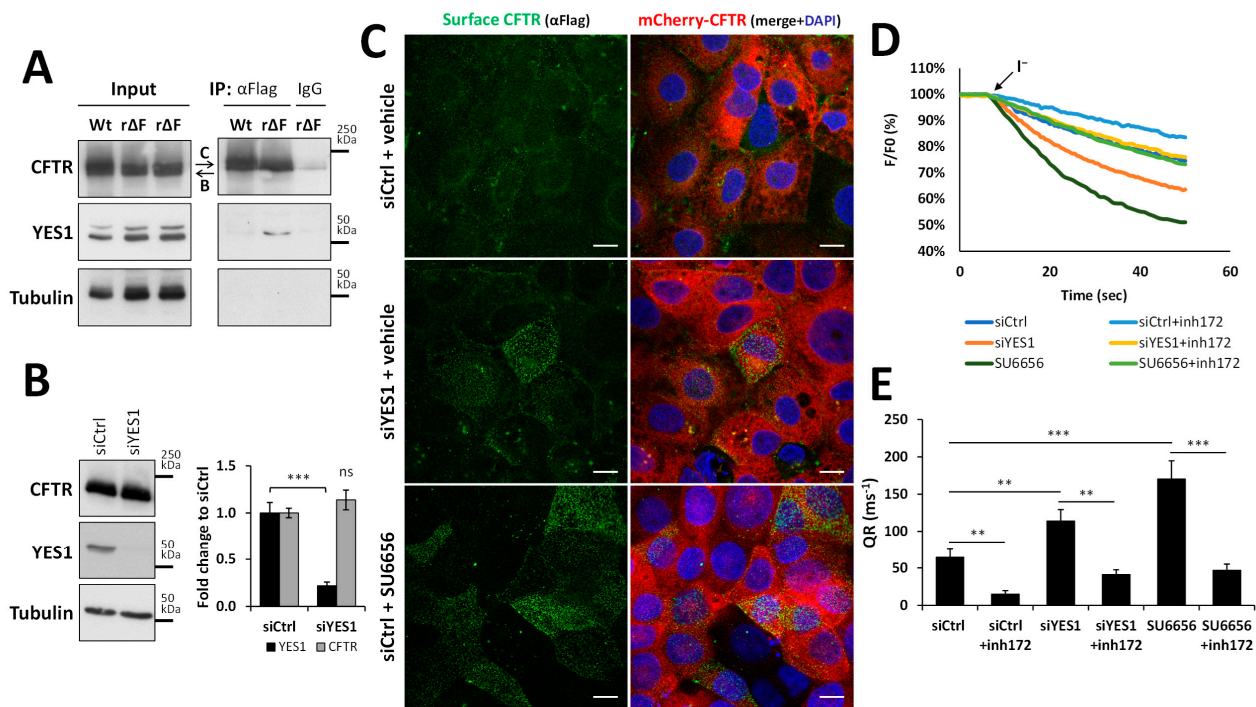 A
Input
IP: αFlag
IgG
Wt
rΔF
rΔF
Wt
rΔF
rΔF
250
kDa
CFTR
C
B
YES1
50
kDa
Tubulin
50
kDa
B
siCtrl
siYES1
250
kDa
CFTR
YES1
50
kDa
Tubulin
50
kDa
Fold change to siCtrl
1.5
1.0
0.5
0.0
***
ns
siCtrl
siYES1
YES1
CFTR
C
Surface CFTR (αFlag)
mCherry-CFTR (merge+DAPI)
siCtrl + vehicle
siYES1 + vehicle
siCtrl + SU6656
D
I⁻
F/F0 (%)
110%
100%
90%
80%
70%
60%
50%
40%
0
20
40
60
Time (sec)
siCtrl
siCtrl+inh172
siYES1
siYES1+inh172
SU6656
SU6656+inh172
E
QR (ms⁻¹)
250
200
150
100
50
0
***
***
**
**
**
siCtrl
siCtrl
+inh172
siYES1
siYES1
+inh172
SU6656
SU6656
+inh172